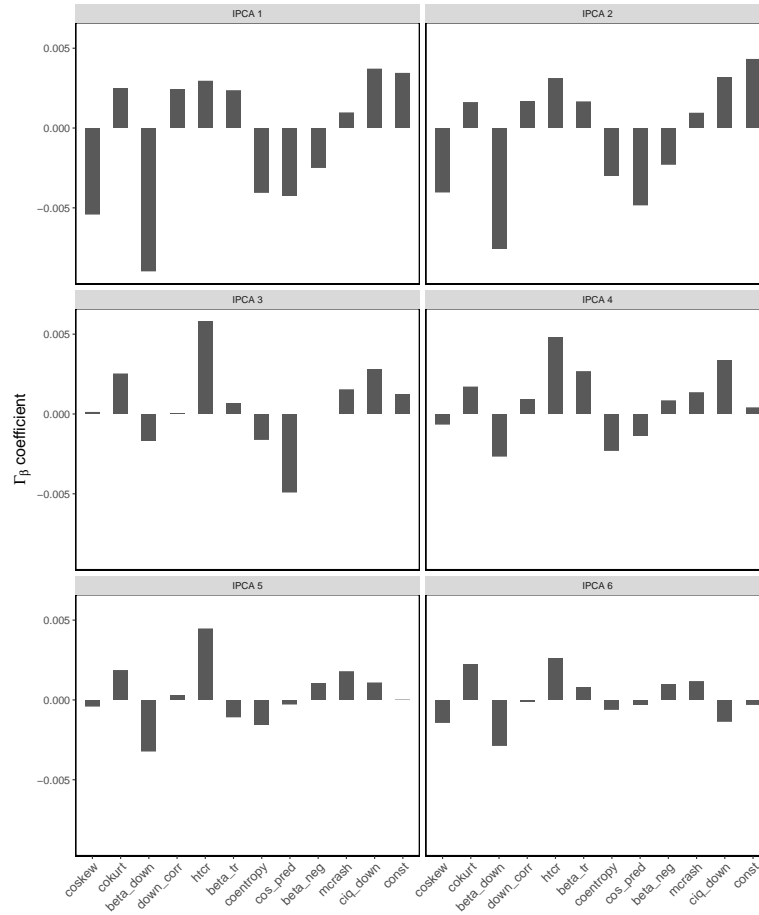 IPCA 1
IPCA 2
0.005
0.000
−0.005
IPCA 3
IPCA 4
0.005
0.000
−0.005
IPCA 5
IPCA 6
0.005
0.000
−0.005
Γβ coefficient
coskew
cokurt
beta_down
down_corr
htcr
beta_tr
coentropy
cos_pred
beta_neg
mcrash
ciq_down
const
coskew
cokurt
beta_down
down_corr
htcr
beta_tr
coentropy
cos_pred
beta_neg
mcrash
ciq_down
const